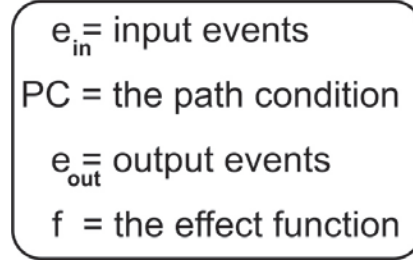 e_in = input events
PC = the path condition
e_out = output events
f = the effect function